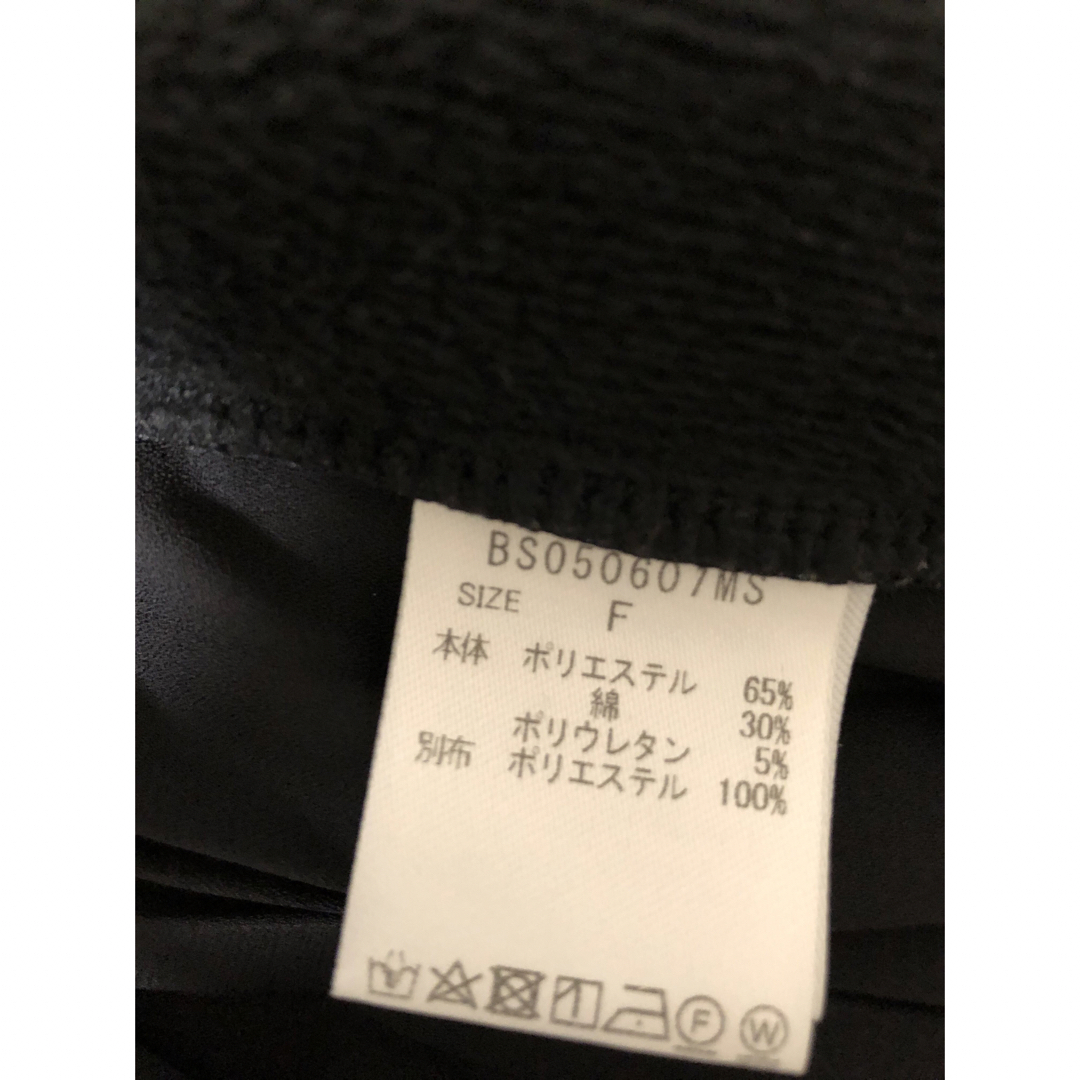 BS050607MS
SIZE F
本体 ポリエステル 65%
綿 30%
ポリウレタン 5%
別布 ポリエステル 100%
F W